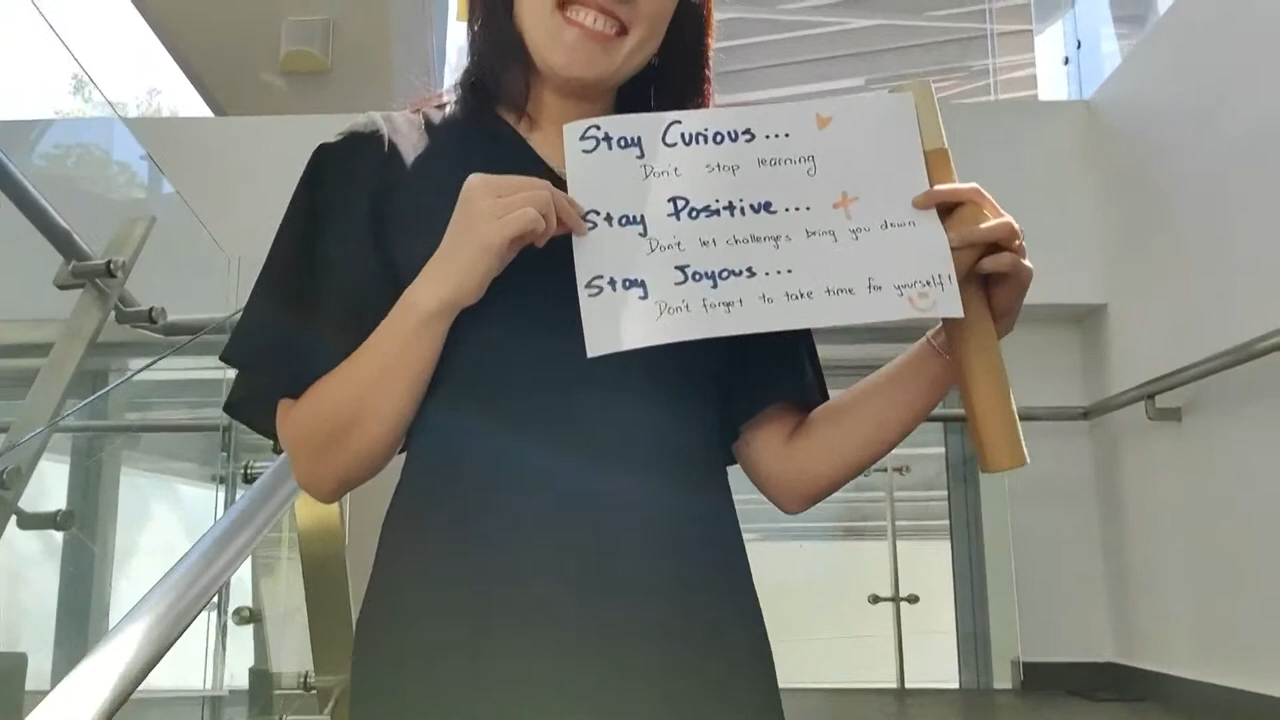 Stay Curious...
Don't stop learning
Stay Positive...
Don't let challenges bring you down
Stay Joyous...
Don't forget to take time for yourself!